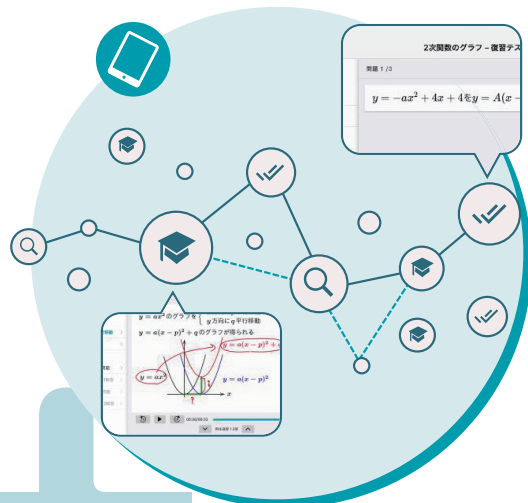 2次関数のグラフ – 復習テス
問題 1 /3
y = −ax² + 4x + 4をy = A(x −
y = ax² のグラフを {
y方向に q 平行移動
y = a(x − p)² + q のグラフが得られる
y = a(x − p)² +
y = ax²
y = a(x − p)²
x